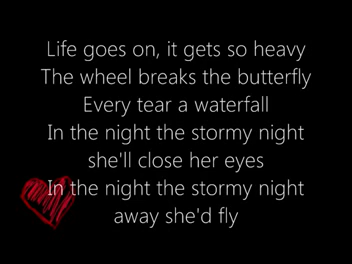 Life goes on, it gets so heavy
The wheel breaks the butterfly
Every tear a waterfall
In the night the stormy night
she'll close her eyes
In the night the stormy night
away she'd fly